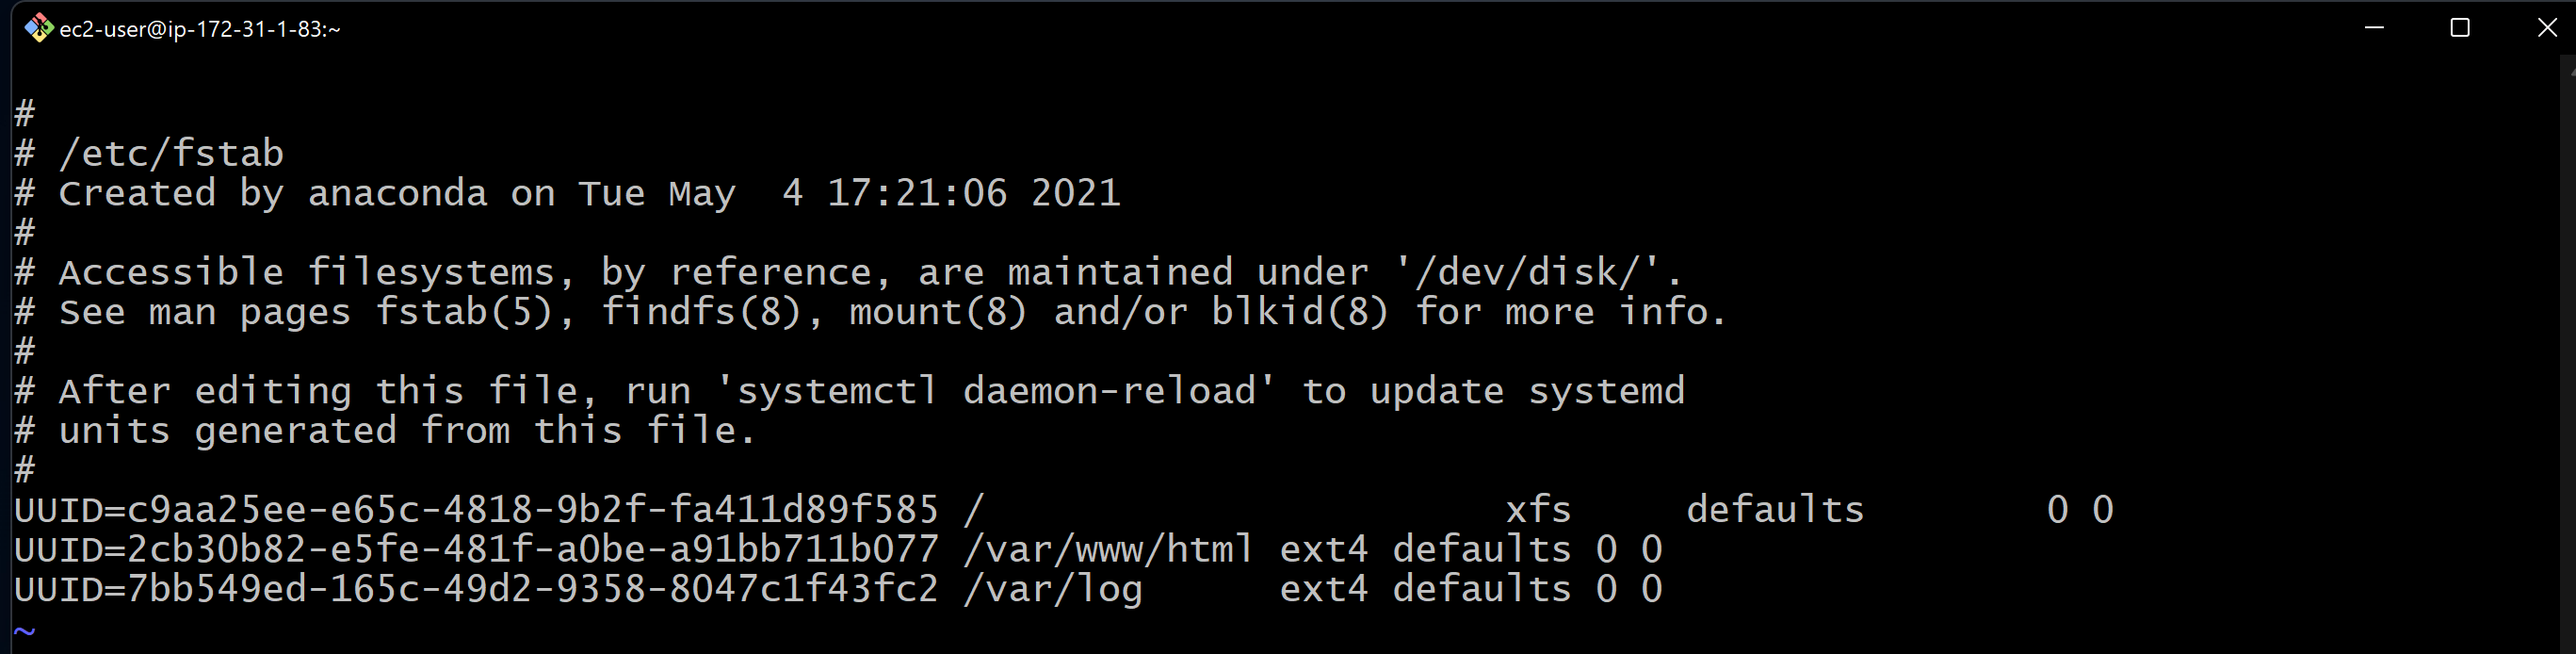 ec2-user@ip-172-31-1-83:~
#
# /etc/fstab
# Created by anaconda on Tue May  4 17:21:06 2021
#
# Accessible filesystems, by reference, are maintained under '/dev/disk/'.
# See man pages fstab(5), findfs(8), mount(8) and/or blkid(8) for more info.
#
# After editing this file, run 'systemctl daemon-reload' to update systemd
# units generated from this file.
#
UUID=c9aa25ee-e65c-4818-9b2f-fa411d89f585 /                       xfs     defaults        0 0
UUID=2cb30b82-e5fe-481f-a0be-a91bb711b077 /var/www/html ext4 defaults 0 0
UUID=7bb549ed-165c-49d2-9358-8047c1f43fc2 /var/log      ext4 defaults 0 0
~